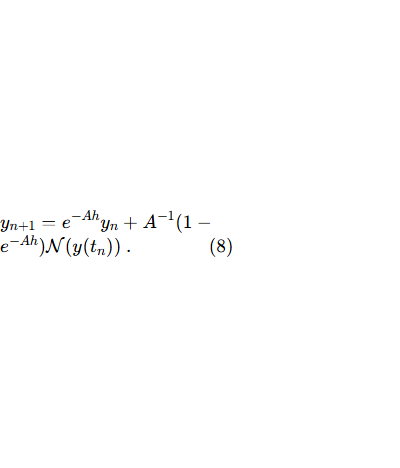 yₙ₊₁ = e⁻ᴬʰyₙ + A⁻¹(1 −
e⁻ᴬʰ)𝒩(y(tₙ)) . (8)